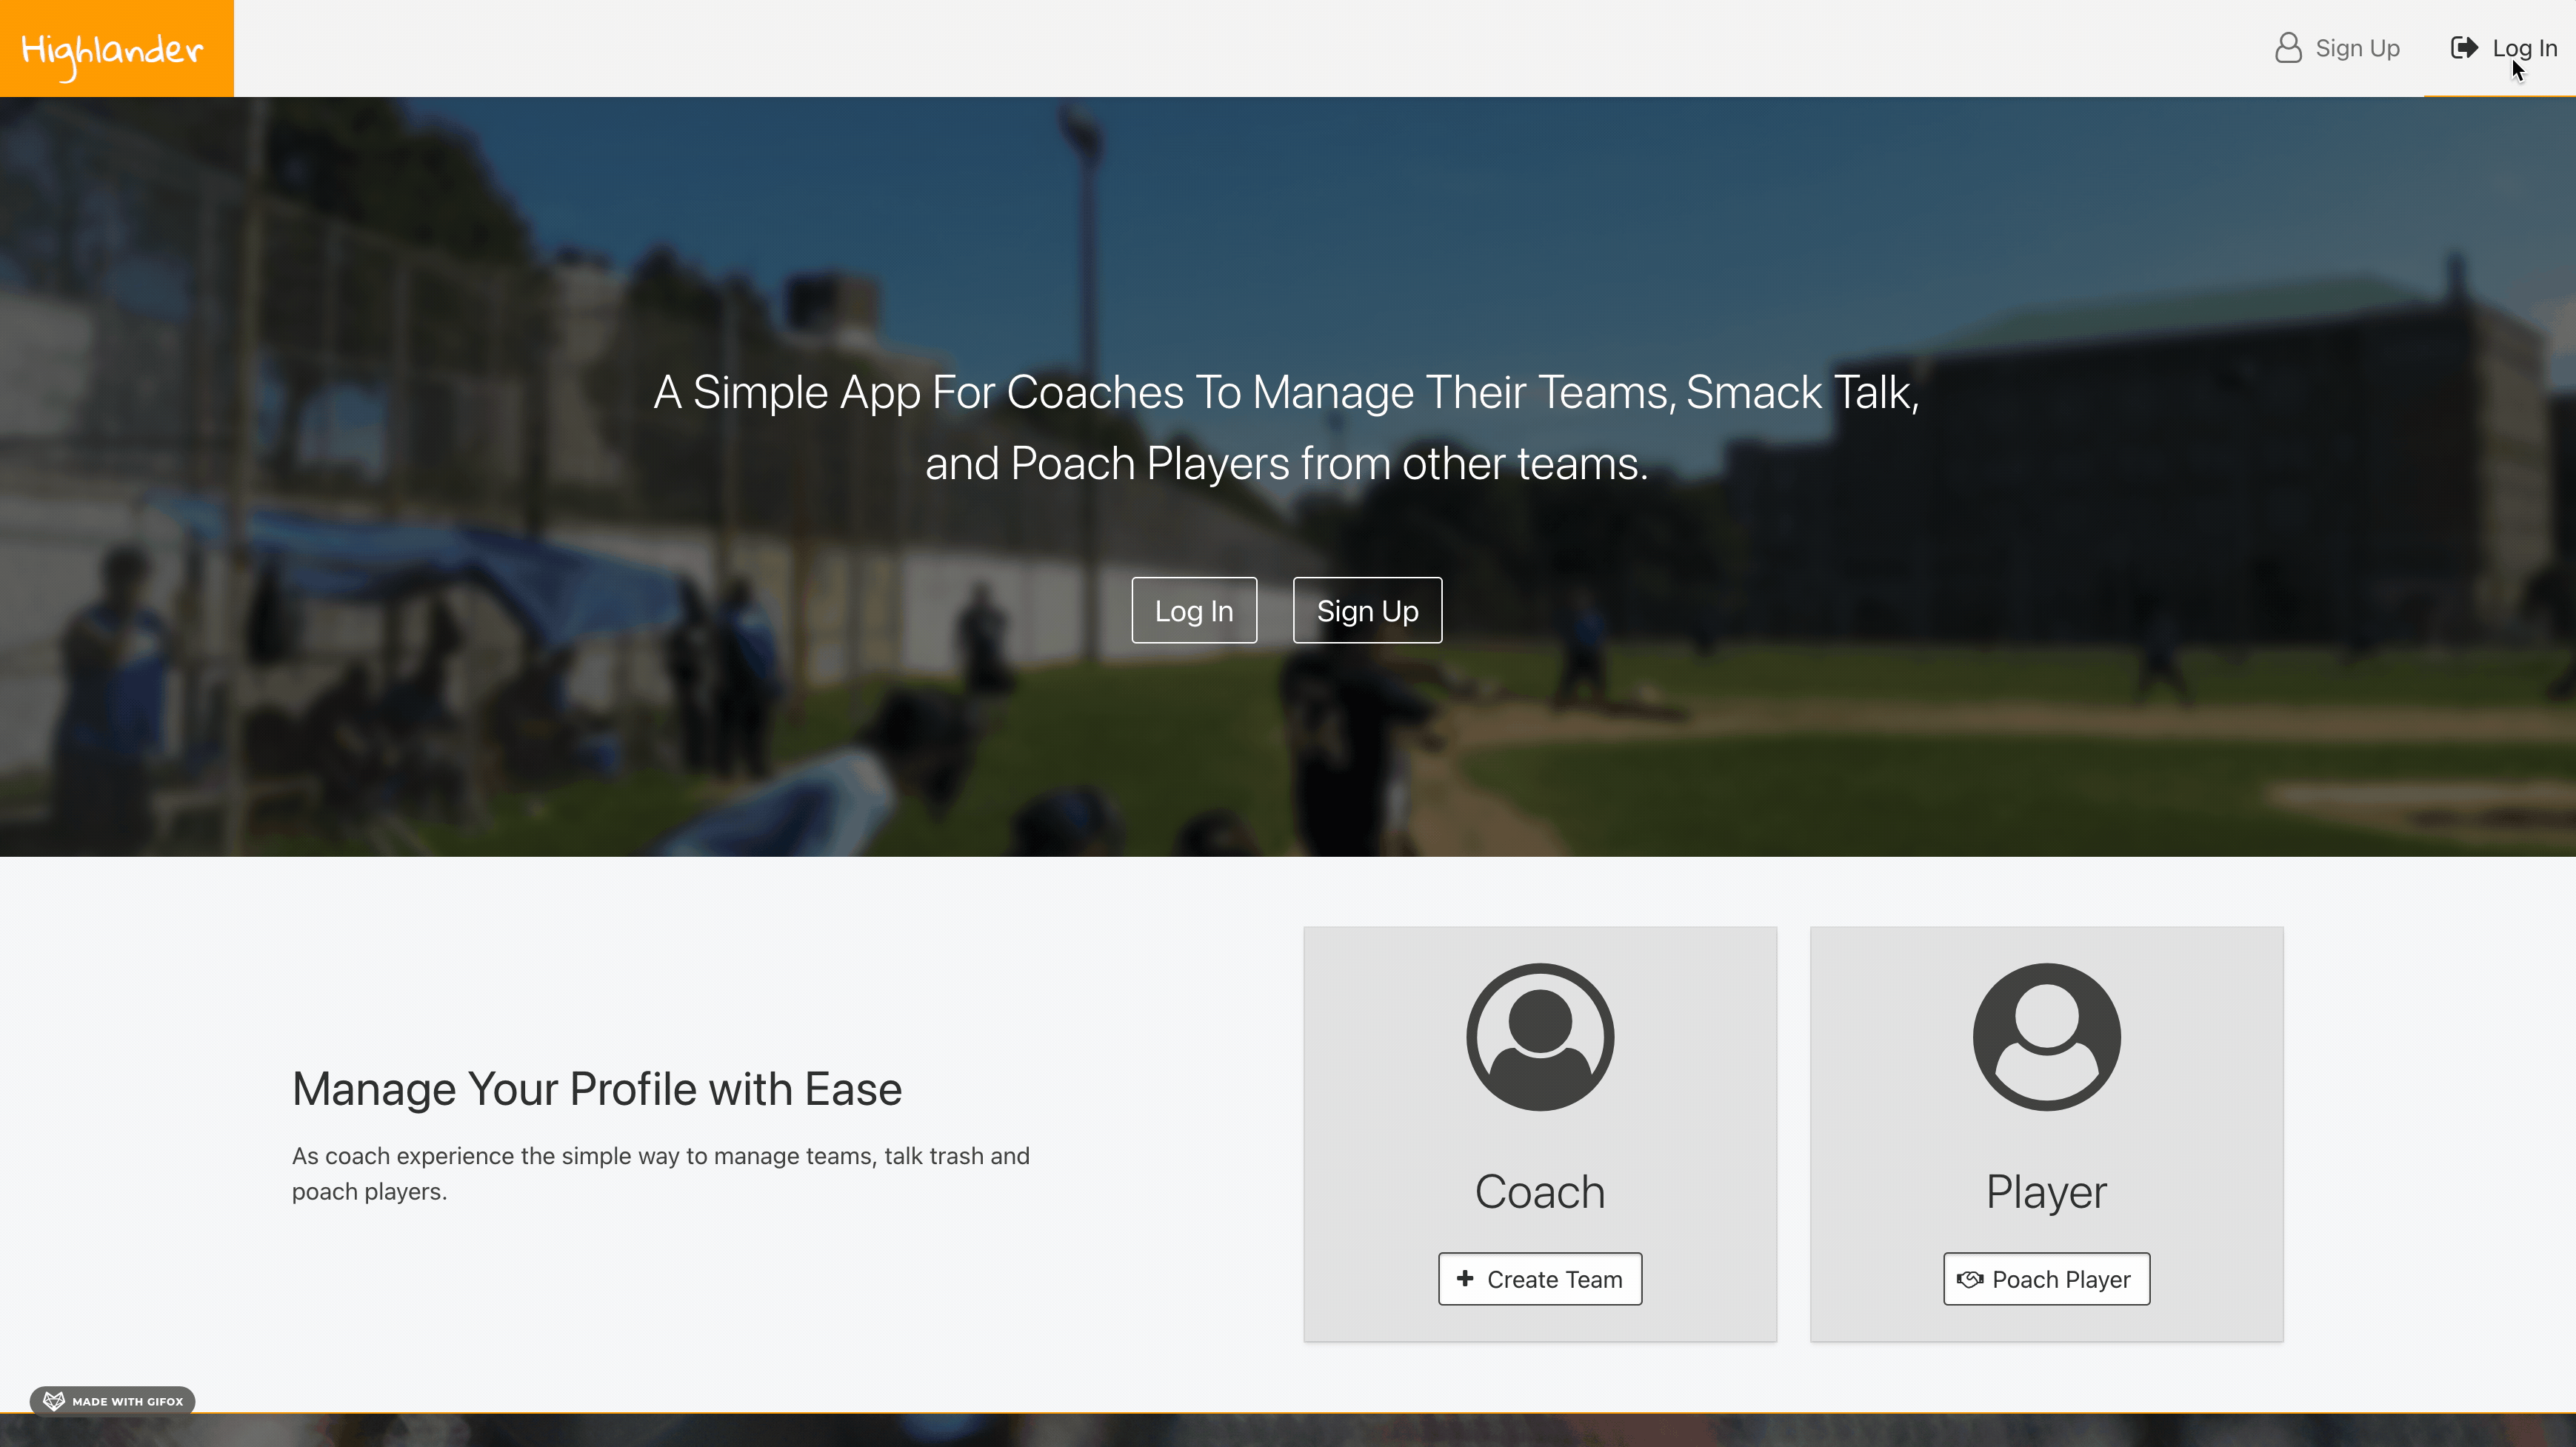 Highlander
Sign Up
Log In
A Simple App For Coaches To Manage Their Teams, Smack Talk,
and Poach Players from other teams.
Log In
Sign Up
Manage Your Profile with Ease
As coach experience the simple way to manage teams, talk trash and
poach players.
Coach
Create Team
Player
Poach Player
MADE WITH GIFOX